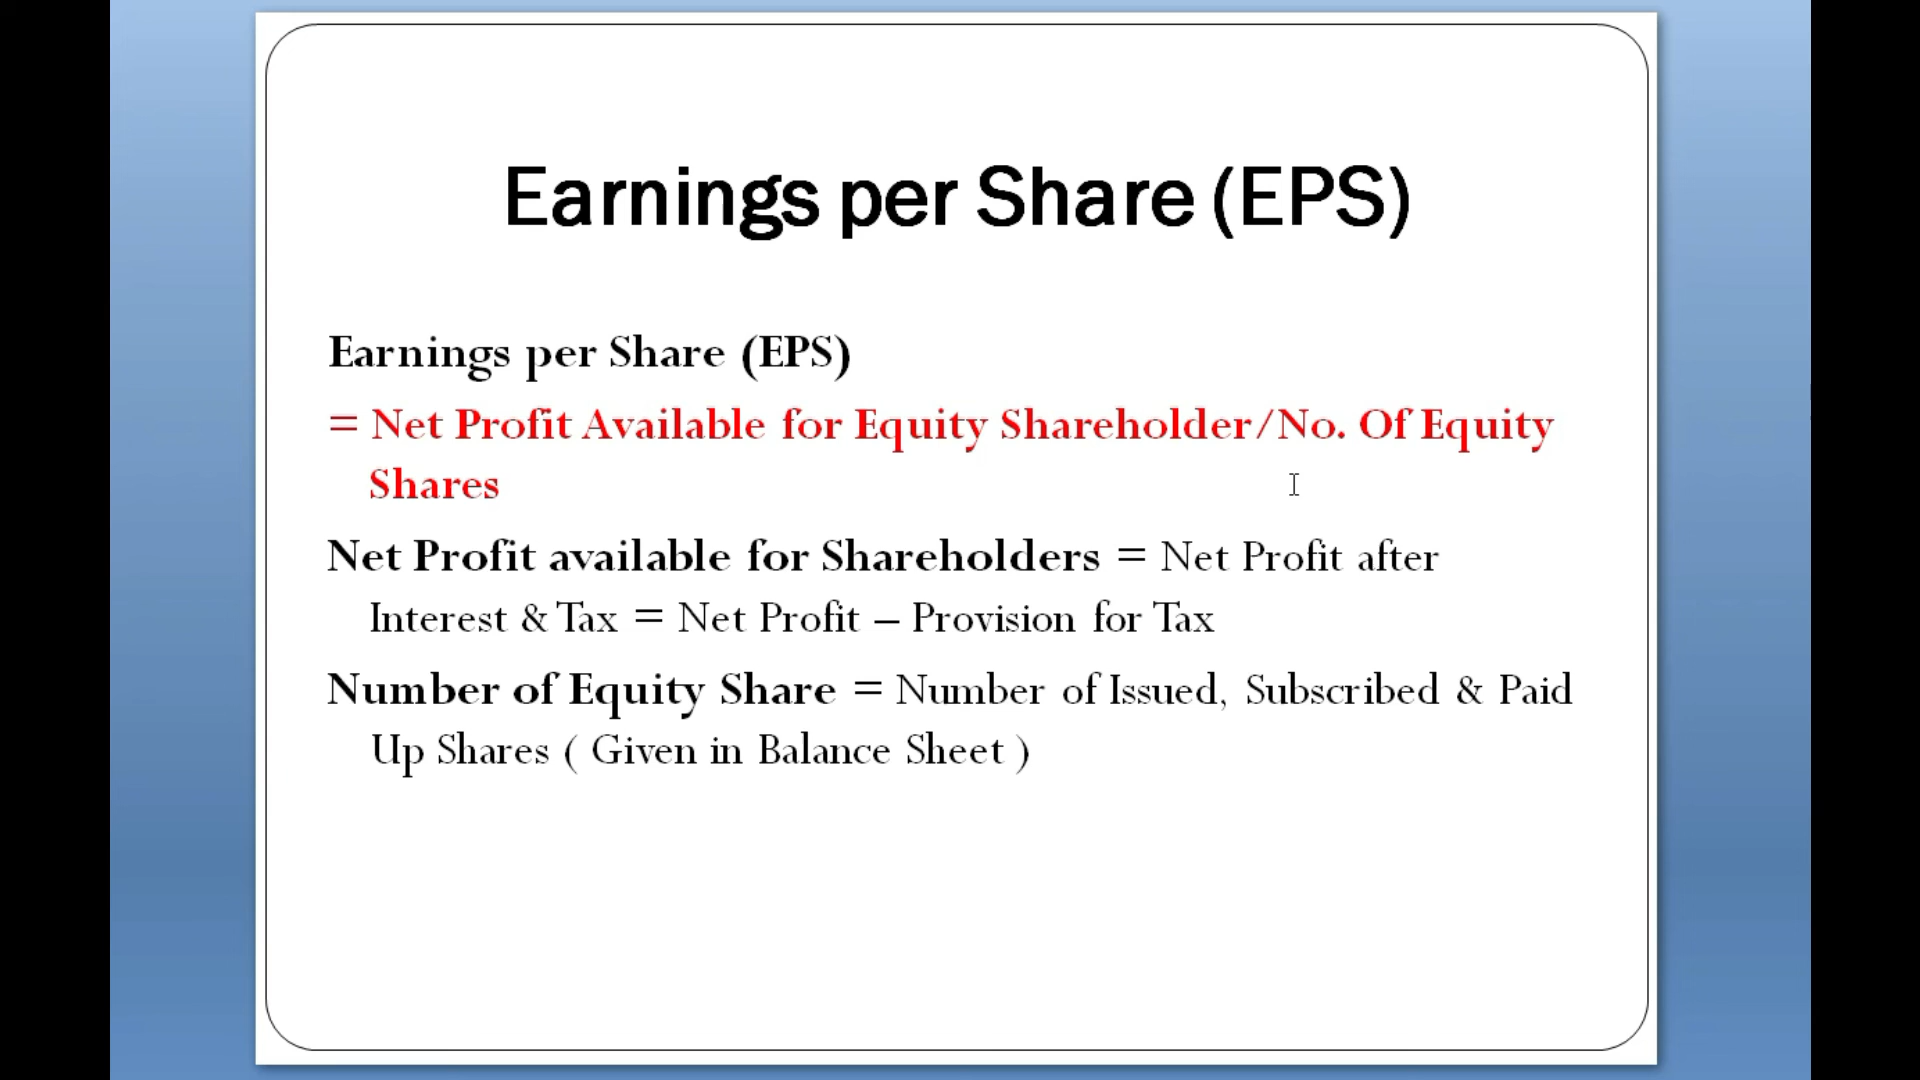 Earnings per Share (EPS)
Earnings per Share (EPS)
= Net Profit Available for Equity Shareholder/No. Of Equity
Shares
Net Profit available for Shareholders = Net Profit after
Interest & Tax = Net Profit – Provision for Tax
Number of Equity Share = Number of Issued, Subscribed & Paid
Up Shares ( Given in Balance Sheet )